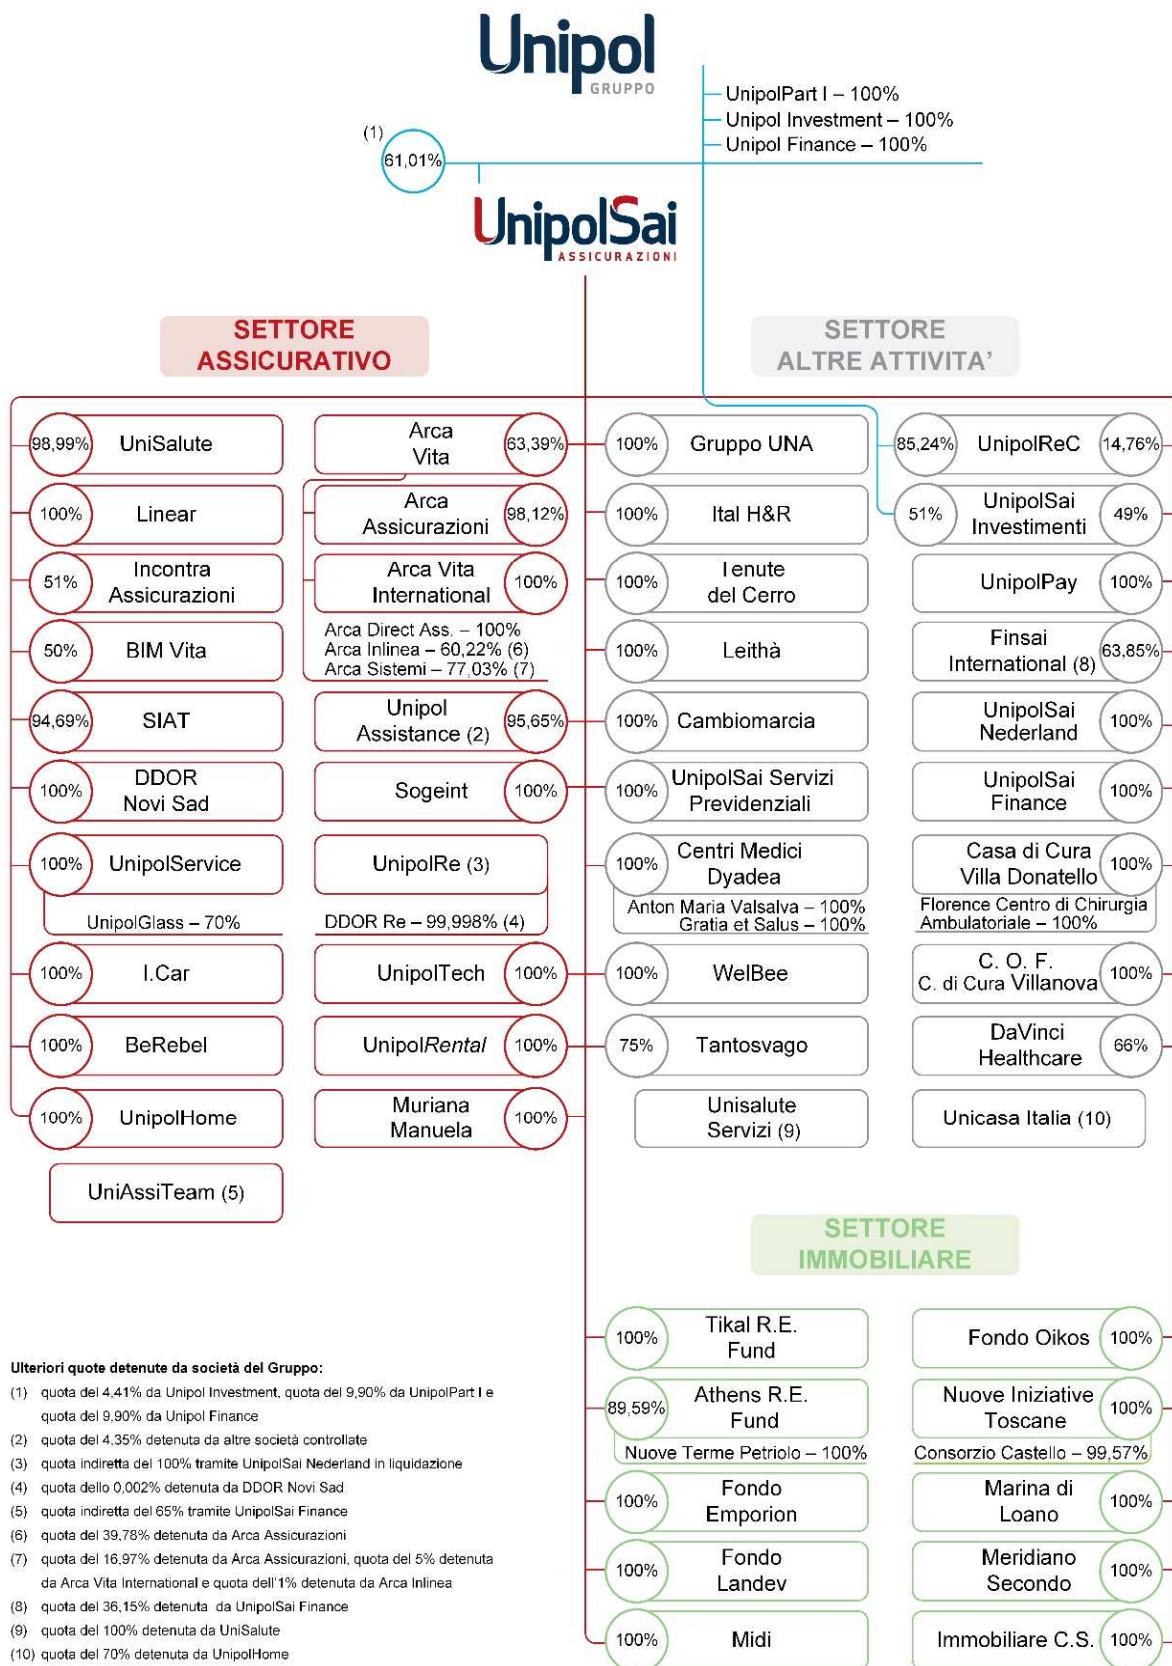 Unipol
GRUPPO
UnipolPart I – 100%
Unipol Investment – 100%
Unipol Finance – 100%
(1)
61,01%
UnipolSai
ASSICURAZIONI
SETTORE
ASSICURATIVO
98,99%
UniSalute
100%
Linear
51%
Incontra
Assicurazioni
50%
BIM Vita
94,69%
SIAT
100%
DDOR
Novi Sad
100%
UnipolService
UnipolGlass – 70%
100%
I.Car
100%
BeRebel
100%
UnipolHome
UniAssiTeam (5)
Arca
Vita
63,39%
Arca
Assicurazioni
98,12%
Arca Vita
International
100%
Arca Direct Ass. – 100%
Arca Inlinea – 60,22% (6)
Arca Sistemi – 77,03% (7)
Unipol
Assistance (2)
95,65%
Sogeint
100%
UnipolRe (3)
DDOR Re – 99,998% (4)
UnipolTech
100%
UnipolRental
100%
Muriana
Manuela
100%
SETTORE
ALTRE ATTIVITA'
100%
Gruppo UNA
100%
Ital H&R
100%
Tenute
del Cerro
100%
Leithà
100%
Cambiomarcia
100%
UnipolSai Servizi
Previdenziali
100%
Centri Medici
Dyadea
Anton Maria Valsalva – 100%
Gratia et Salus – 100%
100%
WelBee
75%
Tantosvago
Unisalute
Servizi (9)
85,24%
UnipolReC
14,76%
51%
UnipolSai
Investimenti
49%
UnipolPay
100%
Finsai
International (8)
63,85%
UnipolSai
Nederland
100%
UnipolSai
Finance
100%
Casa di Cura
Villa Donatello
100%
Florence Centro di Chirurgia
Ambulatoriale – 100%
C. O. F.
C. di Cura Villanova
100%
DaVinci
Healthcare
66%
Unicasa Italia (10)
SETTORE
IMMOBILIARE
100%
Tikal R.E.
Fund
89,59%
Athens R.E.
Fund
Nuove Terme Petriolo – 100%
100%
Fondo
Emporion
100%
Fondo
Landev
100%
Midi
Fondo Oikos
100%
Nuove Iniziative
Toscane
100%
Consorzio Castello – 99,57%
Marina di
Loano
100%
Meridiano
Secondo
100%
Immobiliare C.S.
100%
Ulteriori quote detenute da società del Gruppo:
(1) quota del 4,41% da Unipol Investment, quota del 9,90% da UnipolPart I e
quota del 9,90% da Unipol Finance
(2) quota del 4,35% detenuta da altre società controllate
(3) quota indiretta del 100% tramite UnipolSai Nederland in liquidazione
(4) quota dello 0,002% detenuta da DDOR Novi Sad
(5) quota indiretta del 65% tramite UnipolSai Finance
(6) quota del 39,78% detenuta da Arca Assicurazioni
(7) quota del 16,97% detenuta da Arca Assicurazioni, quota del 5% detenuta
da Arca Vita International e quota dell'1% detenuta da Arca Inlinea
(8) quota del 36,15% detenuta da UnipolSai Finance
(9) quota del 100% detenuta da UniSalute
(10) quota del 70% detenuta da UnipolHome